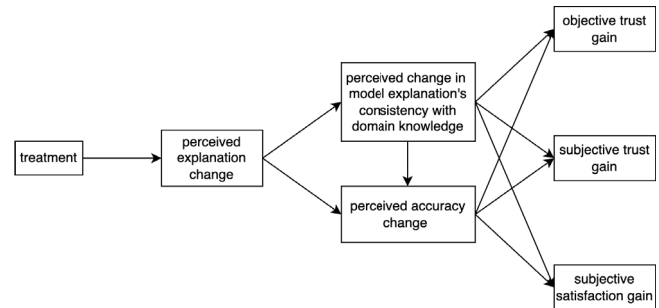 treatment
perceived
explanation
change
perceived change in
model explanation's
consistency with
domain knowledge
perceived accuracy
change
objective trust
gain
subjective trust
gain
subjective
satisfaction gain